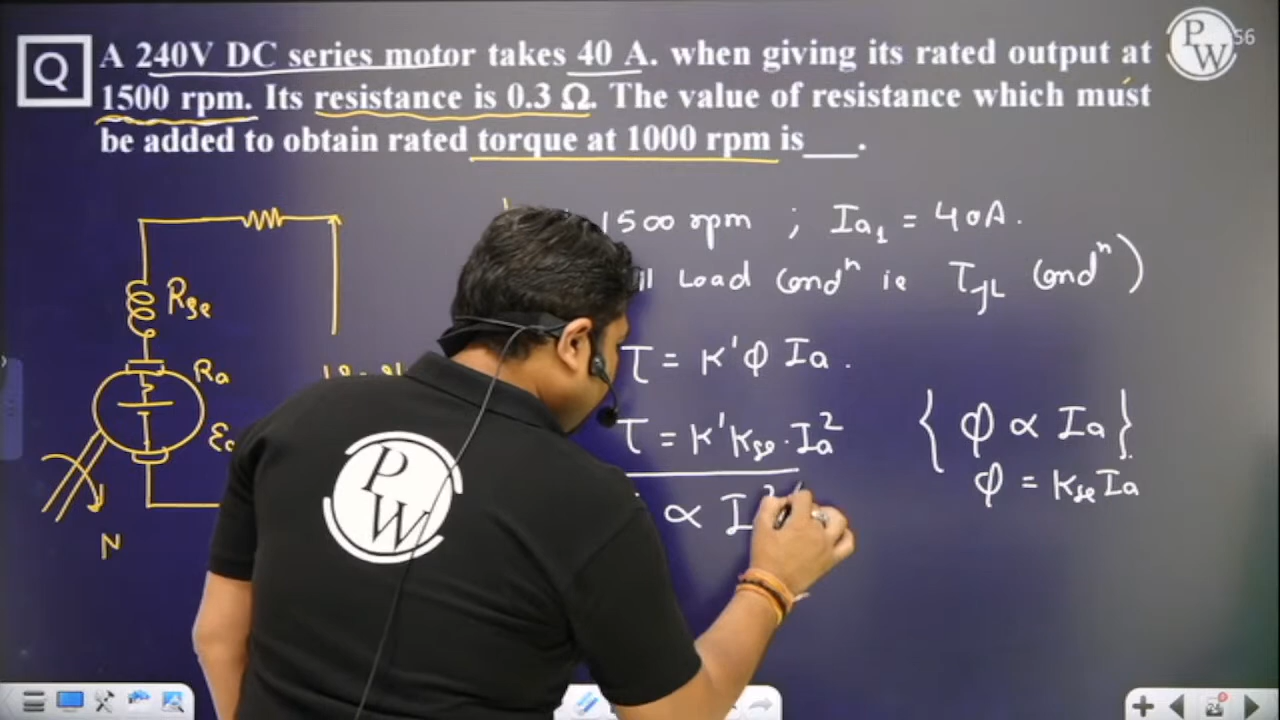 Q
A 240V DC series motor takes 40 A. when giving its rated output at
1500 rpm. Its resistance is 0.3 Ω. The value of resistance which must
be added to obtain rated torque at 1000 rpm is___.
PW
56
1500 rpm ; Ia₁ = 40A.
Load Condⁿ ie TfL Condⁿ)
Rse
Ra
N
T = K'φ Ia.
T = K'Kse·Ia²
∝ I
{ φ ∝ Ia }
φ = Kse Ia
PW